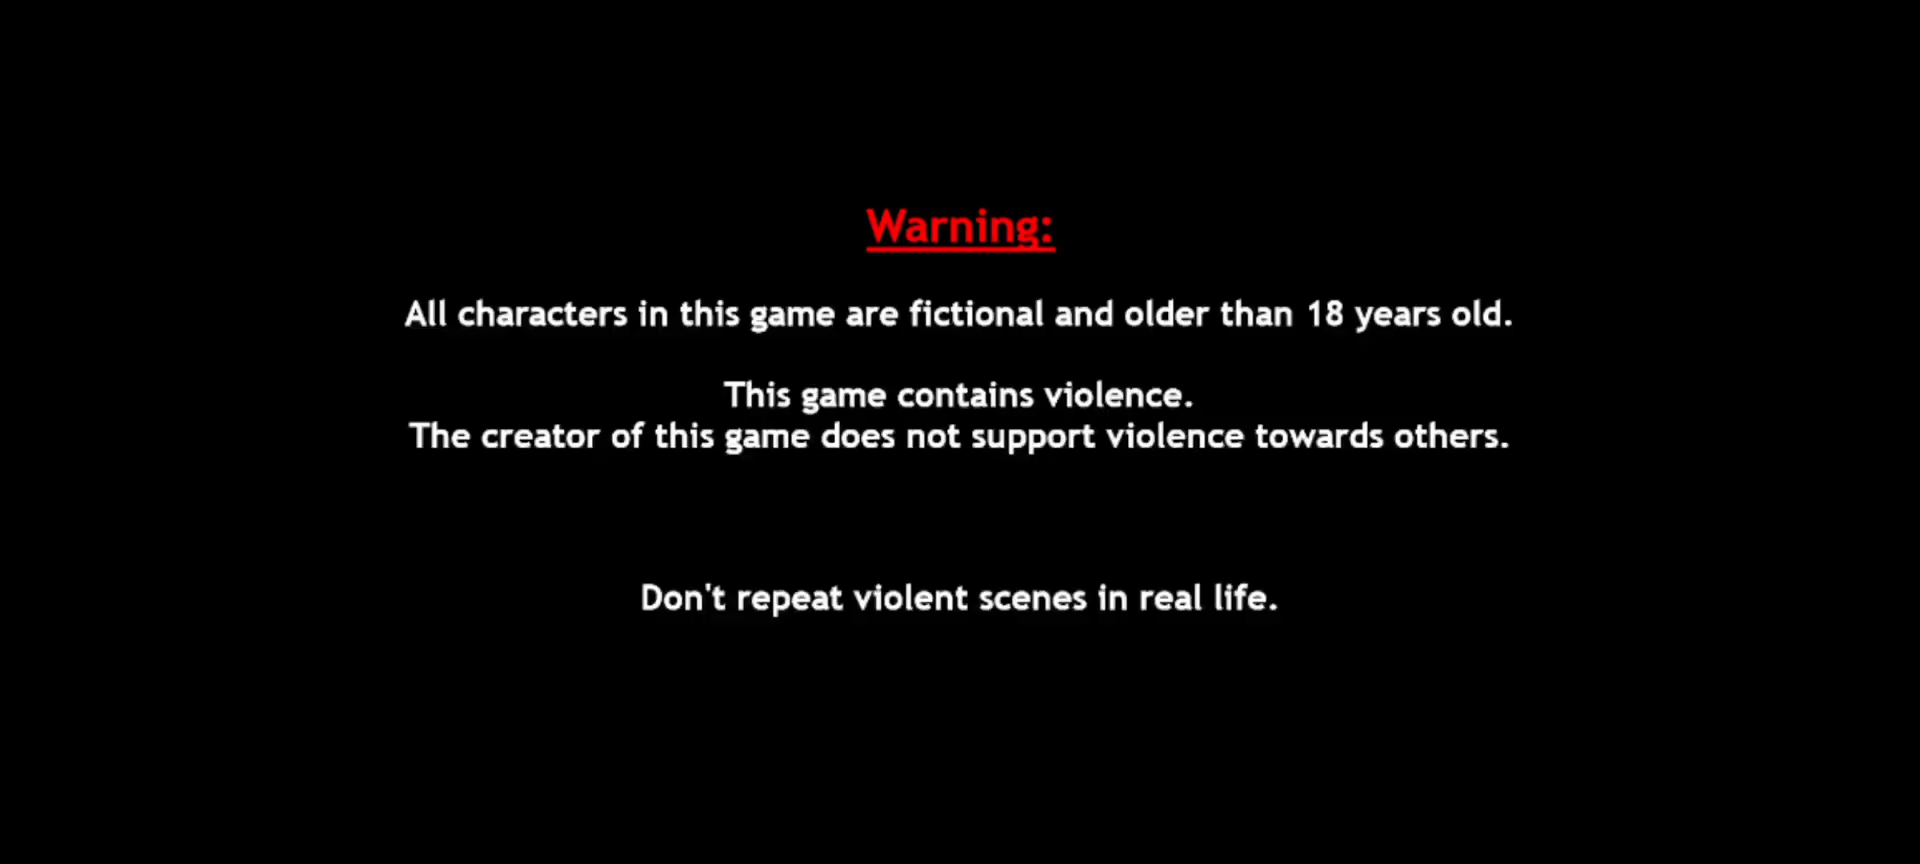 Warning:
All characters in this game are fictional and older than 18 years old.
This game contains violence.
The creator of this game does not support violence towards others.
Don't repeat violent scenes in real life.